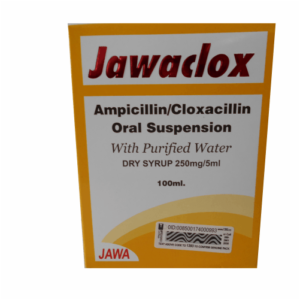 Jawaclox
Ampicillin/Cloxacillin
Oral Suspension
With Purified Water
DRY SYRUP 250mg/5ml
100ml.
JAWA